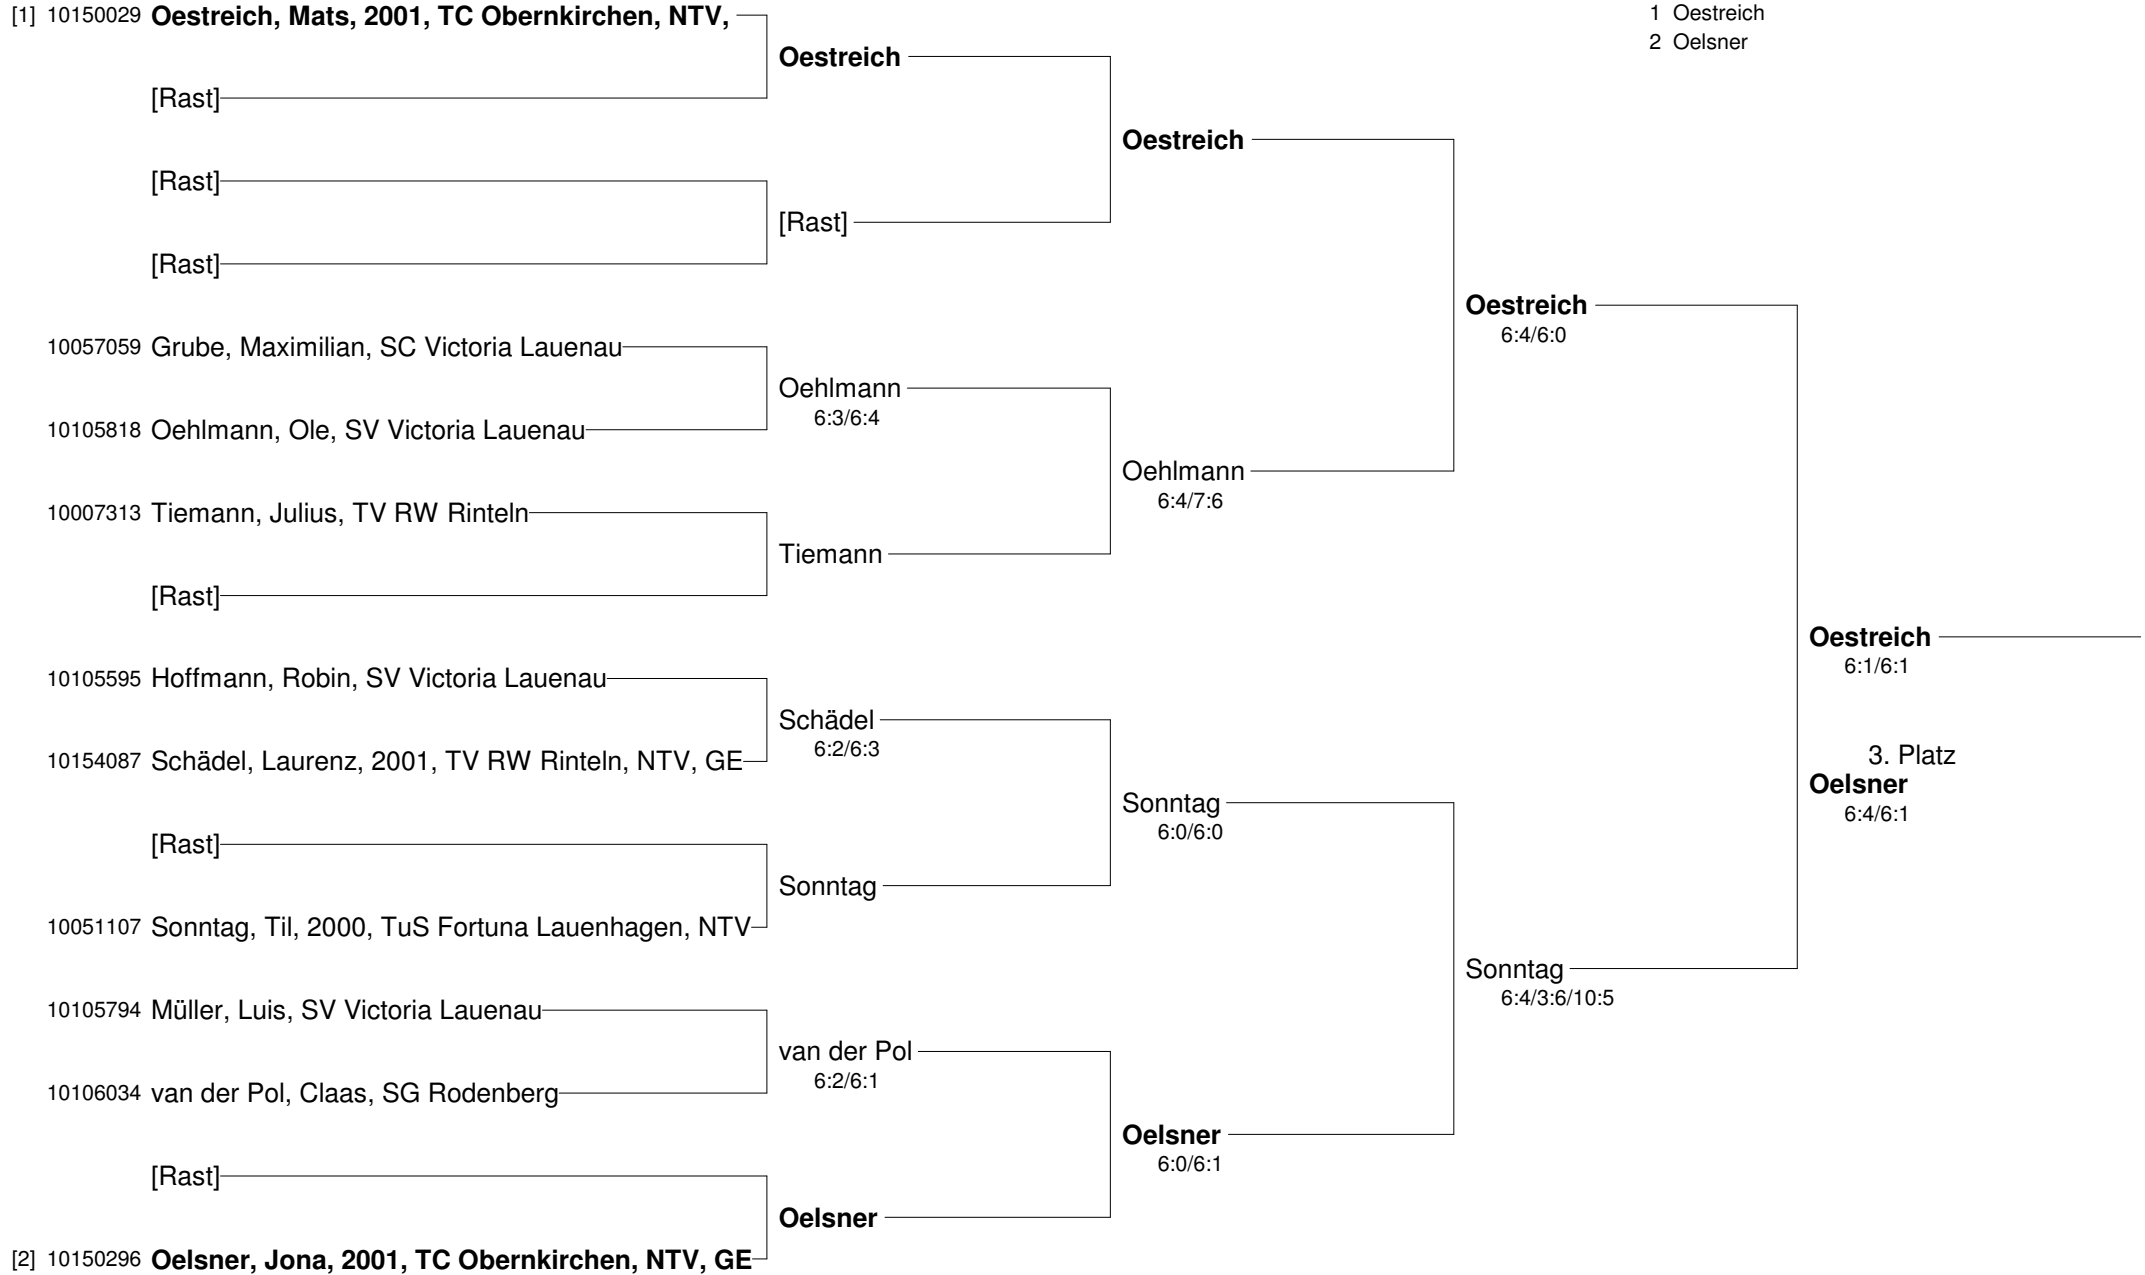 [1] 10150029 Oestreich, Mats, 2001, TC Obernkirchen, NTV,
[Rast]
[Rast]
[Rast]
10057059 Grube, Maximilian, SC Victoria Lauenau
10105818 Oehlmann, Ole, SV Victoria Lauenau
10007313 Tiemann, Julius, TV RW Rinteln
[Rast]
10105595 Hoffmann, Robin, SV Victoria Lauenau
10154087 Schädel, Laurenz, 2001, TV RW Rinteln, NTV, GE
[Rast]
10051107 Sonntag, Til, 2000, TuS Fortuna Lauenhagen, NTV
10105794 Müller, Luis, SV Victoria Lauenau
10106034 van der Pol, Claas, SG Rodenberg
[Rast]
[2] 10150296 Oelsner, Jona, 2001, TC Obernkirchen, NTV, GE
Oestreich
[Rast]
Oehlmann
6:3/6:4
Tiemann
Schädel
6:2/6:3
Sonntag
van der Pol
6:2/6:1
Oelsner
Oestreich
Oehlmann
6:4/7:6
Sonntag
6:0/6:0
Oelsner
6:0/6:1
Oestreich
6:4/6:0
Sonntag
6:4/3:6/10:5
Oestreich
6:1/6:1
3. Platz
Oelsner
6:4/6:1
1 Oestreich
2 Oelsner